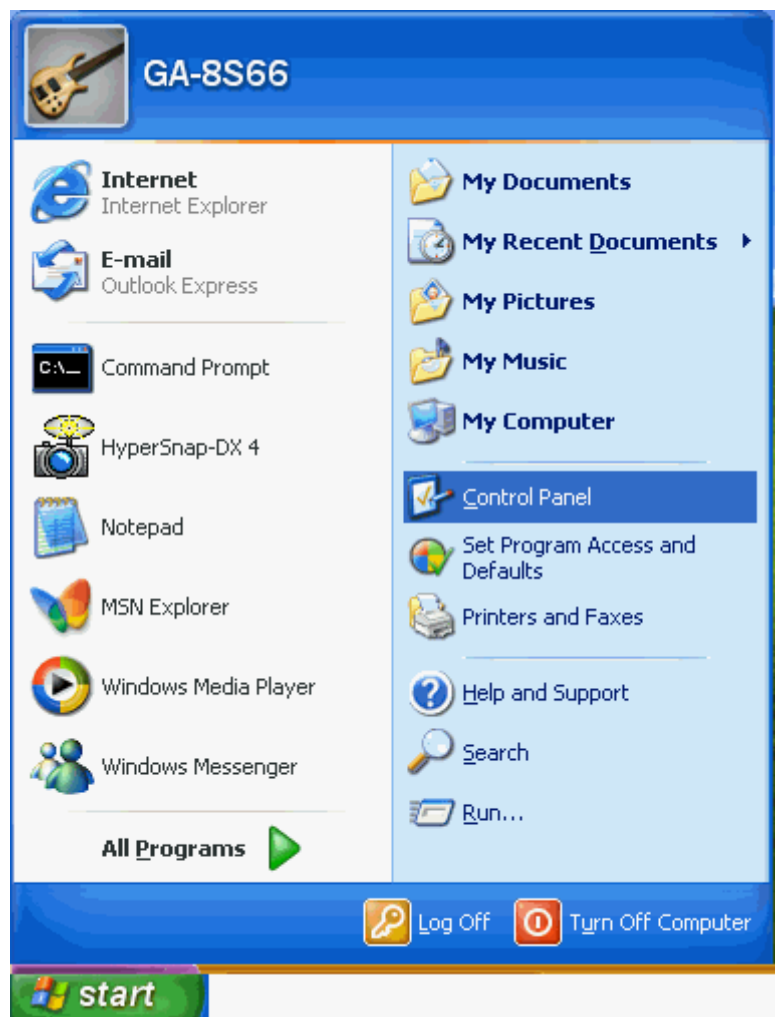 GA-8S66
Internet
Internet Explorer
E-mail
Outlook Express
C:\_
Command Prompt
HyperSnap-DX 4
Notepad
MSN Explorer
Windows Media Player
Windows Messenger
All Programs
My Documents
My Recent Documents
My Pictures
My Music
My Computer
Control Panel
Set Program Access and
Defaults
Printers and Faxes
Help and Support
Search
Run...
Log Off
Turn Off Computer
start